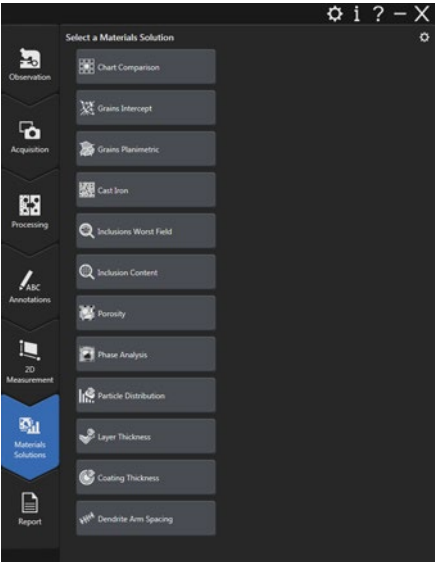 i ? – X
Select a Materials Solution
Observation
Acquisition
Processing
ABC
Annotations
2D
Measurement
Materials
Solutions
Report
Chart Comparison
Grains Intercept
Grains Planimetric
Cast Iron
Inclusions Worst Field
Inclusion Content
Porosity
Phase Analysis
Particle Distribution
Layer Thickness
Coating Thickness
Dendrite Arm Spacing